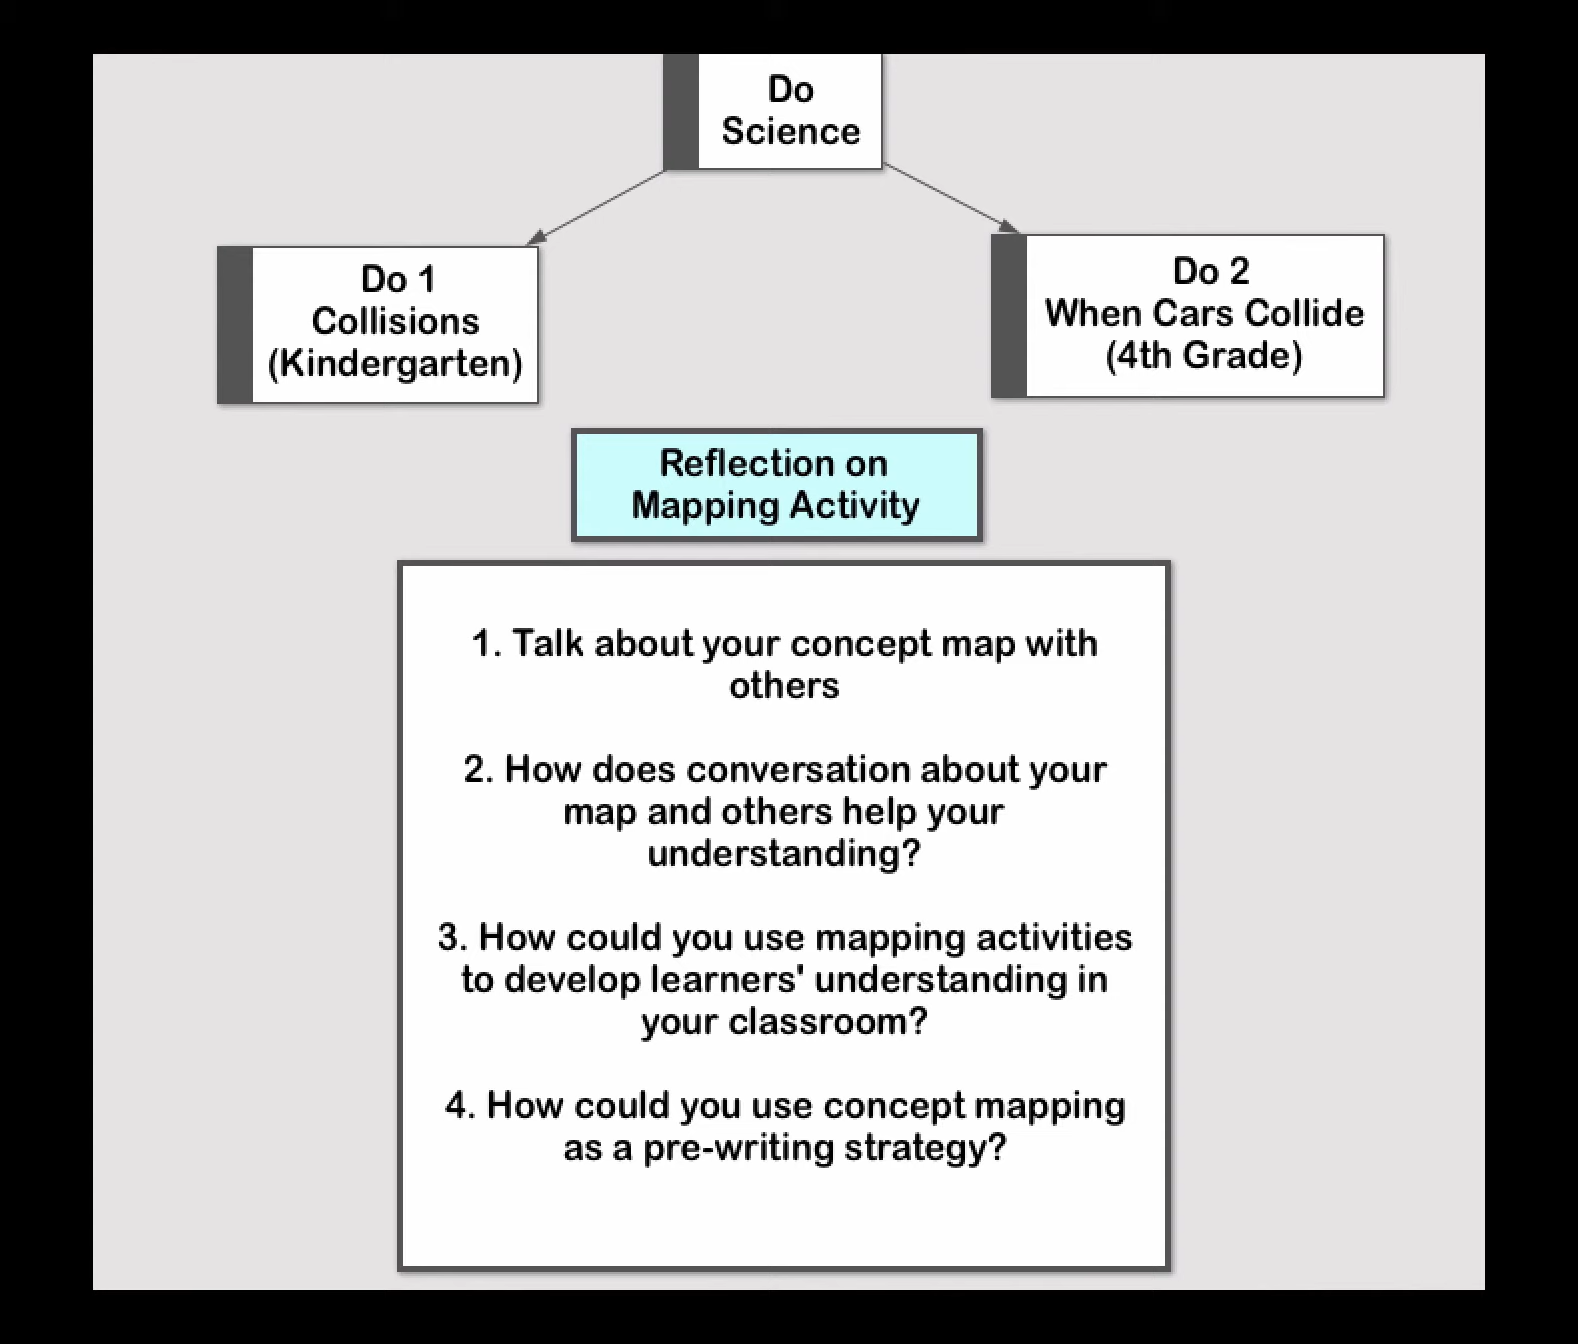 Do
Science
Do 1
Collisions
(Kindergarten)
Do 2
When Cars Collide
(4th Grade)
Reflection on
Mapping Activity
1. Talk about your concept map with
others
2. How does conversation about your
map and others help your
understanding?
3. How could you use mapping activities
to develop learners' understanding in
your classroom?
4. How could you use concept mapping
as a pre-writing strategy?